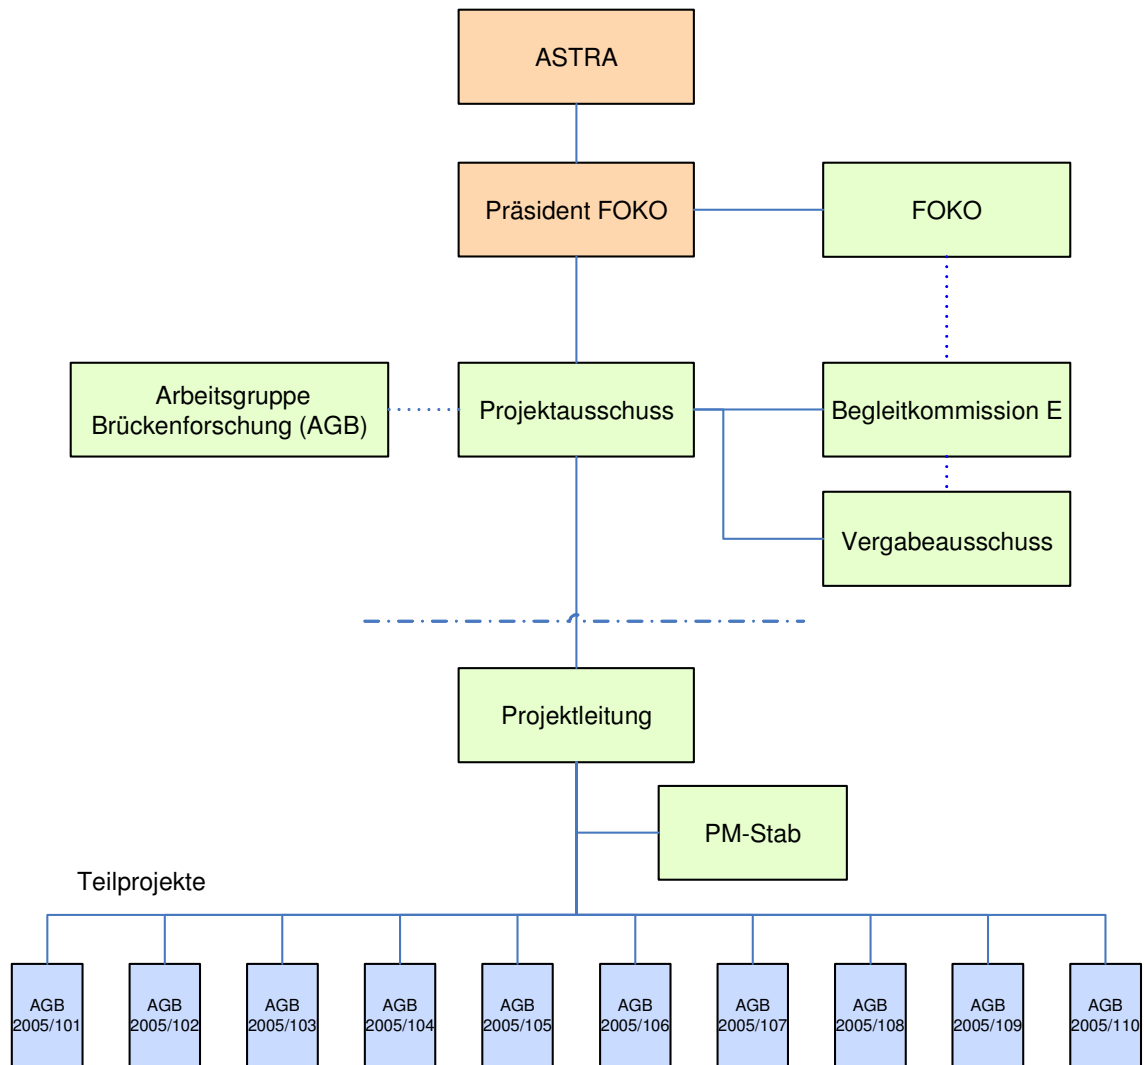 ASTRA
Präsident FOKO
FOKO
Arbeitsgruppe
Brückenforschung (AGB)
Projektausschuss
Begleitkommission E
Vergabeausschuss
Projektleitung
PM-Stab
Teilprojekte
AGB
2005/101
AGB
2005/102
AGB
2005/103
AGB
2005/104
AGB
2005/105
AGB
2005/106
AGB
2005/107
AGB
2005/108
AGB
2005/109
AGB
2005/110